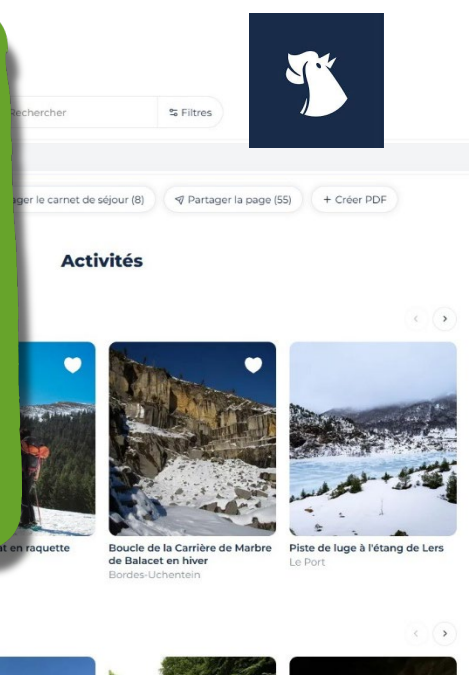 Rechercher
Filtres
le carnet de séjour (8)
Partager la page (55)
+ Créer PDF
Activités
en raquette
Boucle de la Carrière de Marbre
de Balacet en hiver
Bordes-Uchentein
Piste de luge à l'étang de Lers
Le Port